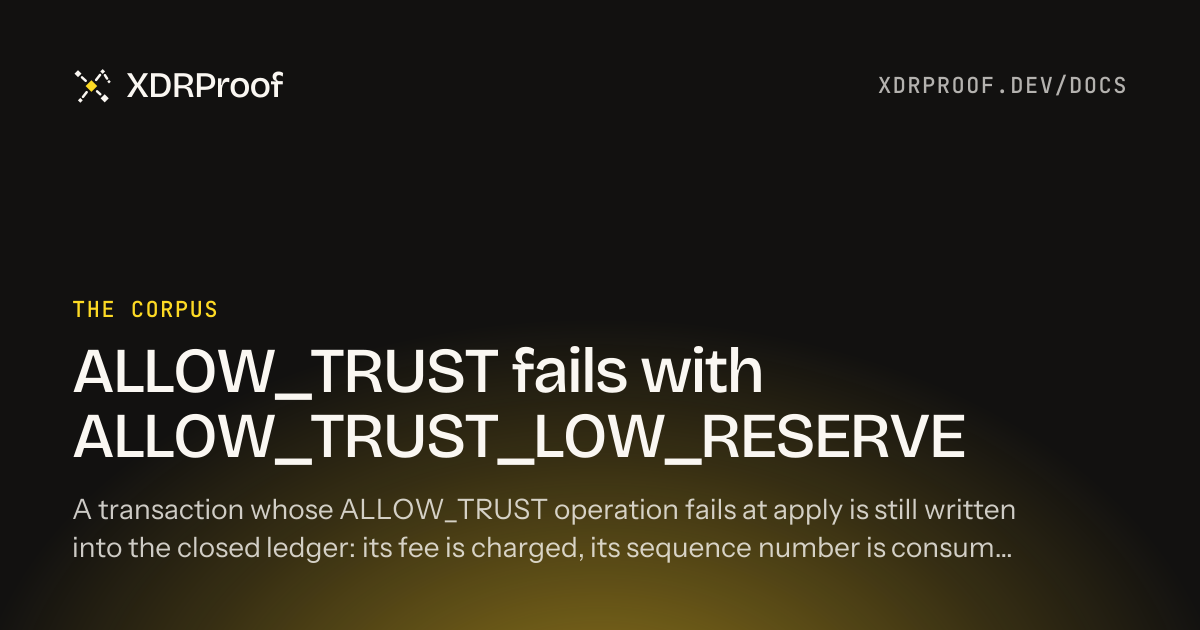 XDRProof
XDRPROOF.DEV/DOCS
THE CORPUS
ALLOW_TRUST fails with
ALLOW_TRUST_LOW_RESERVE
A transaction whose ALLOW_TRUST operation fails at apply is still written
into the closed ledger: its fee is charged, its sequence number is consum...